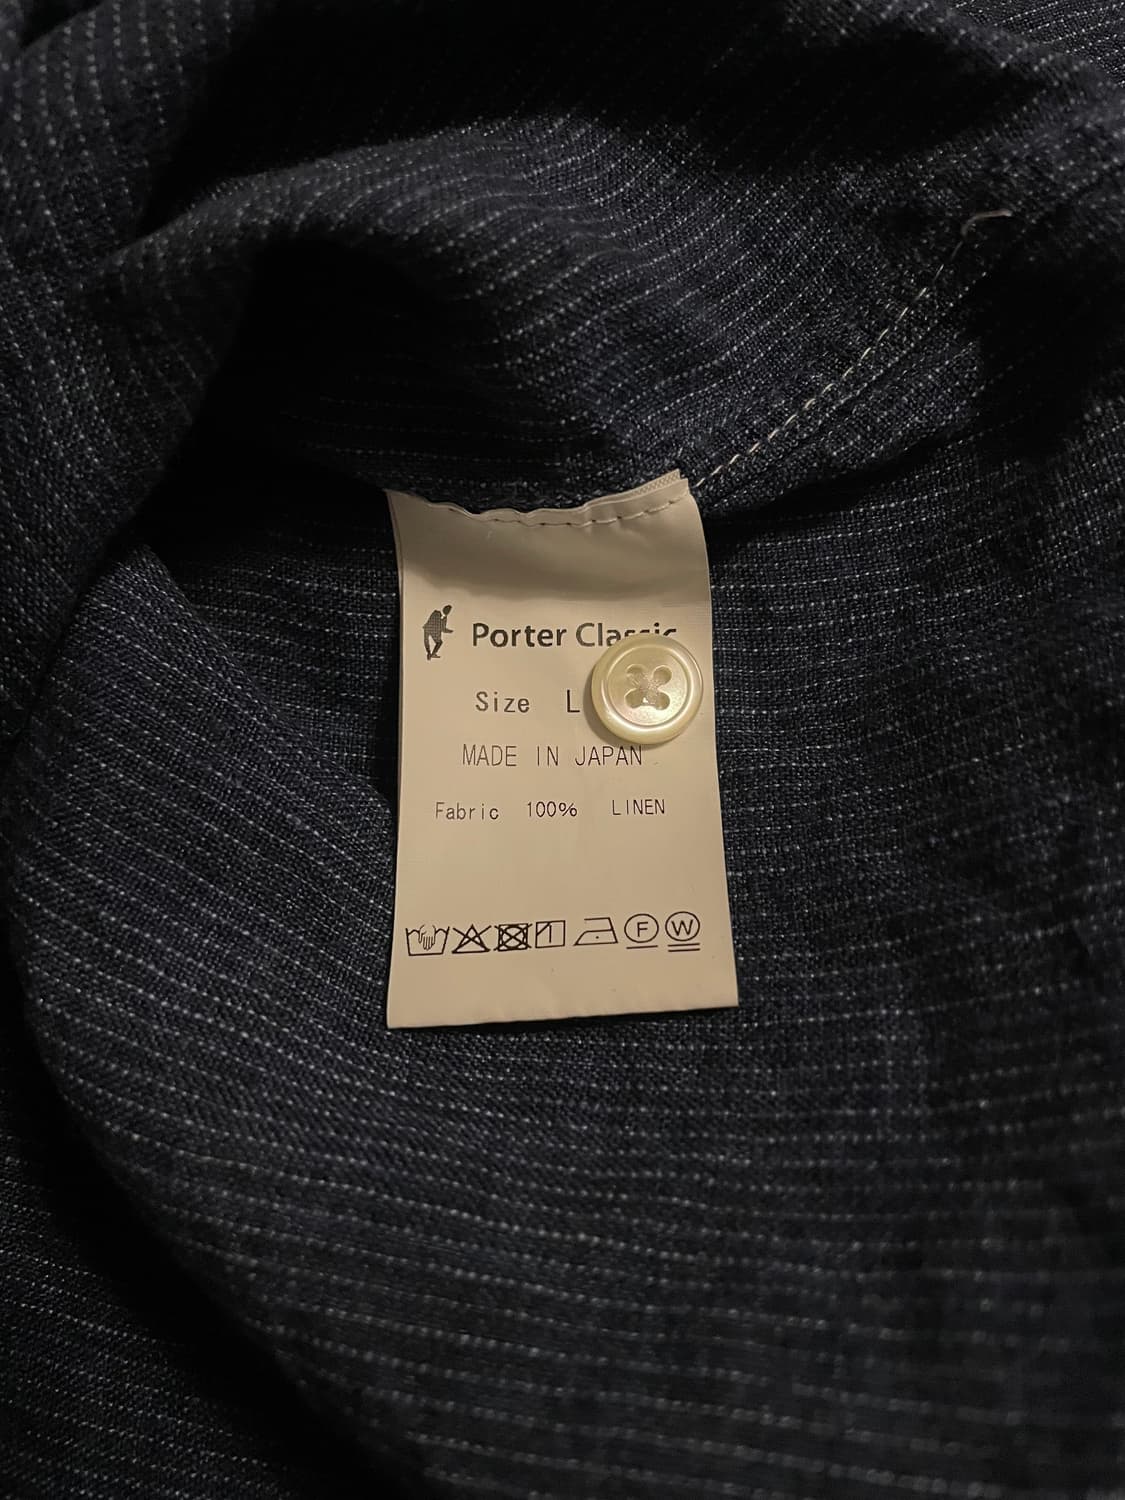 Porter Classic
Size L
MADE IN JAPAN
Fabric 100% LINEN
F W